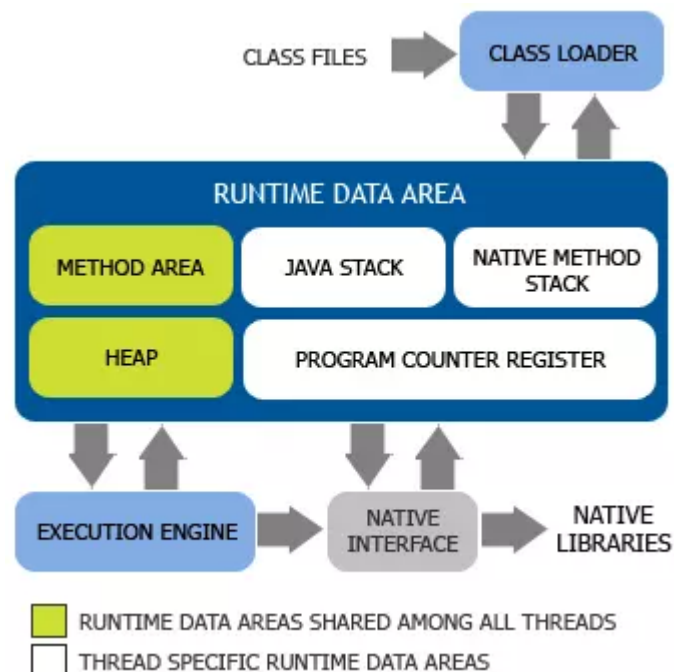 CLASS FILES
CLASS LOADER
RUNTIME DATA AREA
METHOD AREA
JAVA STACK
NATIVE METHOD
STACK
HEAP
PROGRAM COUNTER REGISTER
EXECUTION ENGINE
NATIVE
INTERFACE
NATIVE
LIBRARIES
RUNTIME DATA AREAS SHARED AMONG ALL THREADS
THREAD SPECIFIC RUNTIME DATA AREAS